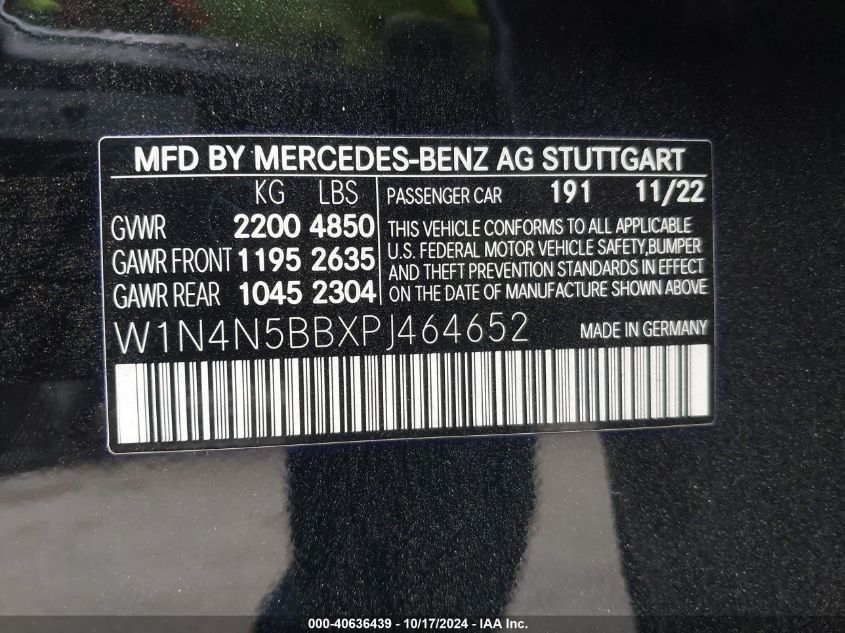 MFD BY MERCEDES-BENZ AG STUTTGART
KG LBS
GVWR 2200 4850
GAWR FRONT 1195 2635
GAWR REAR 1045 2304
PASSENGER CAR 191 11/22
THIS VEHICLE CONFORMS TO ALL APPLICABLE
U.S. FEDERAL MOTOR VEHICLE SAFETY,BUMPER
AND THEFT PREVENTION STANDARDS IN EFFECT
ON THE DATE OF MANUFACTURE SHOWN ABOVE
W1N4N5BBXPJ464652 MADE IN GERMANY
000-40636439 - 10/17/2024 - IAA Inc.